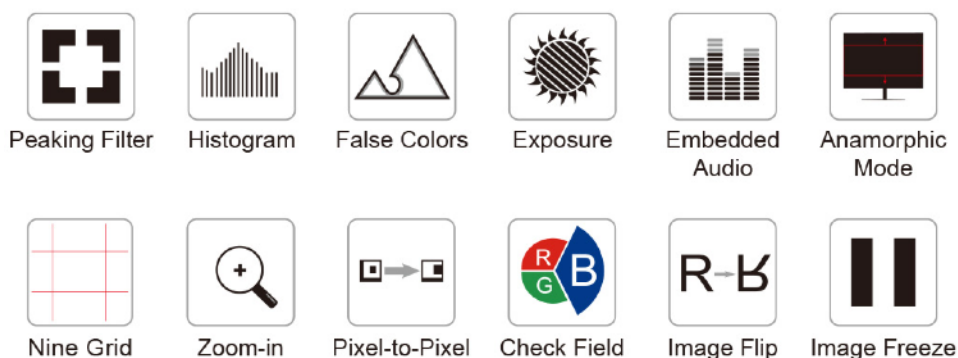 Peaking Filter
Histogram
False Colors
Exposure
Embedded
Audio
Anamorphic
Mode
R
G
B
R
R
Nine Grid
Zoom-in
Pixel-to-Pixel
Check Field
Image Flip
Image Freeze